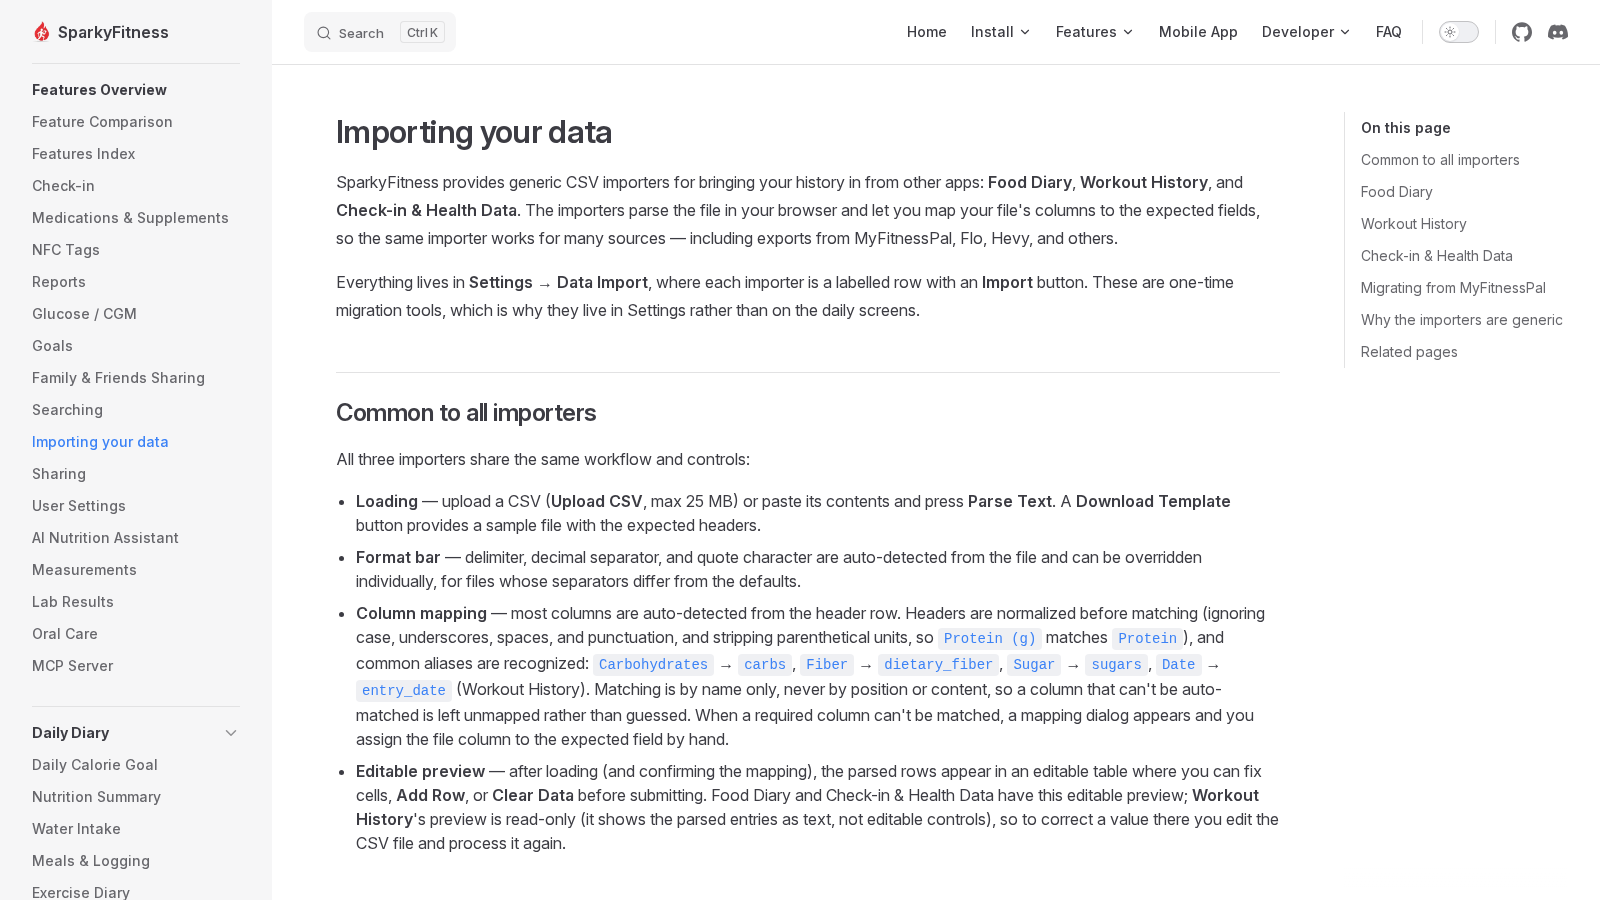 SparkyFitness
Search Ctrl K
Home Install Features Mobile App Developer FAQ
Features Overview
Feature Comparison
Features Index
Check-in
Medications & Supplements
NFC Tags
Reports
Glucose / CGM
Goals
Family & Friends Sharing
Searching
Importing your data
Sharing
User Settings
AI Nutrition Assistant
Measurements
Lab Results
Oral Care
MCP Server
Daily Diary
Daily Calorie Goal
Nutrition Summary
Water Intake
Meals & Logging
Exercise Diary
Importing your data
SparkyFitness provides generic CSV importers for bringing your history in from other apps: Food Diary, Workout History, and
Check-in & Health Data. The importers parse the file in your browser and let you map your file's columns to the expected fields,
so the same importer works for many sources — including exports from MyFitnessPal, Flo, Hevy, and others.
Everything lives in Settings → Data Import, where each importer is a labelled row with an Import button. These are one-time
migration tools, which is why they live in Settings rather than on the daily screens.
Common to all importers
All three importers share the same workflow and controls:
• Loading — upload a CSV (Upload CSV, max 25 MB) or paste its contents and press Parse Text. A Download Template
button provides a sample file with the expected headers.
• Format bar — delimiter, decimal separator, and quote character are auto-detected from the file and can be overridden
individually, for files whose separators differ from the defaults.
• Column mapping — most columns are auto-detected from the header row. Headers are normalized before matching (ignoring
case, underscores, spaces, and punctuation, and stripping parenthetical units, so Protein (g) matches Protein), and
common aliases are recognized: Carbohydrates → carbs, Fiber → dietary_fiber, Sugar → sugars, Date →
entry_date (Workout History). Matching is by name only, never by position or content, so a column that can't be auto-
matched is left unmapped rather than guessed. When a required column can't be matched, a mapping dialog appears and you
assign the file column to the expected field by hand.
• Editable preview — after loading (and confirming the mapping), the parsed rows appear in an editable table where you can fix
cells, Add Row, or Clear Data before submitting. Food Diary and Check-in & Health Data have this editable preview; Workout
History's preview is read-only (it shows the parsed entries as text, not editable controls), so to correct a value there you edit the
CSV file and process it again.
On this page
Common to all importers
Food Diary
Workout History
Check-in & Health Data
Migrating from MyFitnessPal
Why the importers are generic
Related pages